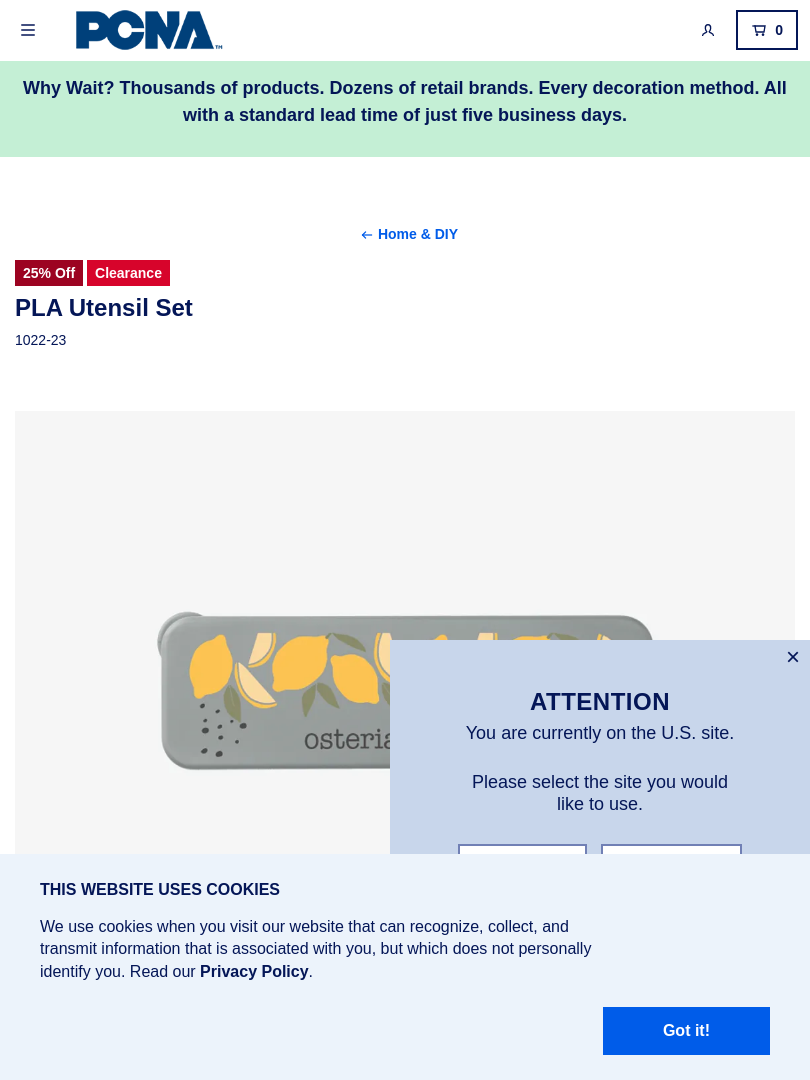 PCNA™
0
Why Wait? Thousands of products. Dozens of retail brands. Every decoration method. All
with a standard lead time of just five business days.
← Home & DIY
25% Off Clearance
PLA Utensil Set
1022-23
ATTENTION
You are currently on the U.S. site.
Please select the site you would
like to use.
THIS WEBSITE USES COOKIES
We use cookies when you visit our website that can recognize, collect, and
transmit information that is associated with you, but which does not personally
identify you. Read our Privacy Policy.
Got it!